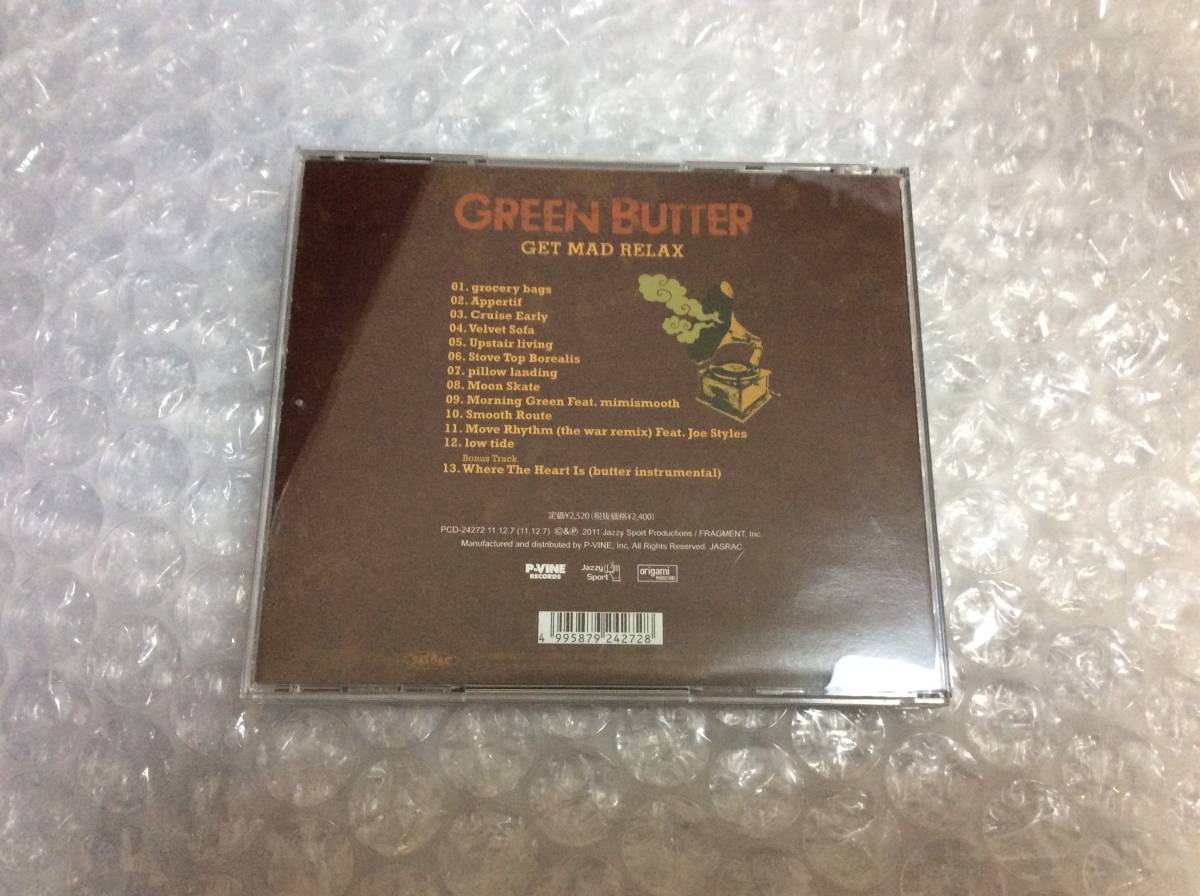 GREEN BUTTER
GET MAD RELAX
01. grocery bags
02. Appertif
03. Cruise Early
04. Velvet Sofa
05. Upstair living
06. Stove Top Borealis
07. pillow landing
08. Moon Skate
09. Morning Green Feat. mimismooth
10. Smooth Route
11. Move Rhythm (the war remix) Feat. Joe Styles
12. low tide
Bonus Track
13. Where The Heart Is (butter instrumental)
定価¥2,520（税抜価格¥2,400）
PCD-24272 11.12.7 (11.12.7) ©&℗ 2011 Jazzy Sport Productions / FRAGMENT, Inc.
Manufactured and distributed by P-VINE, Inc. All Rights Reserved. JASRAC
P-VINE RECORDS
Jazzy Sport
origami PRODUCTIONS
4 995879 242728
JASRAC